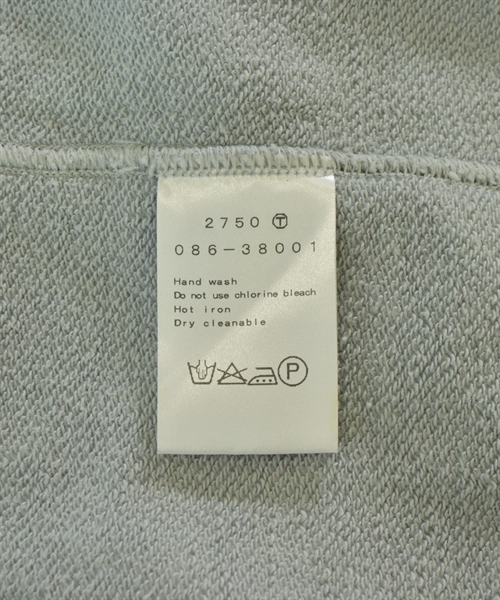 2750 Ⓣ
086-38001
Hand wash
Do not use chlorine bleach
Hot iron
Dry cleanable
P